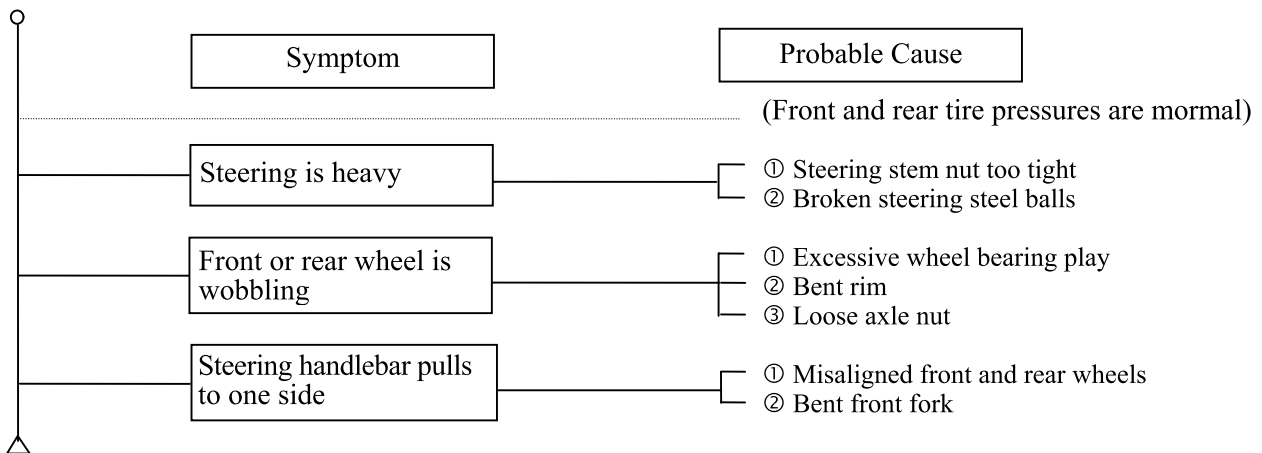 Symptom
Probable Cause
(Front and rear tire pressures are mormal)
Steering is heavy
① Steering stem nut too tight
② Broken steering steel balls
Front or rear wheel is
wobbling
① Excessive wheel bearing play
② Bent rim
③ Loose axle nut
Steering handlebar pulls
to one side
① Misaligned front and rear wheels
② Bent front fork